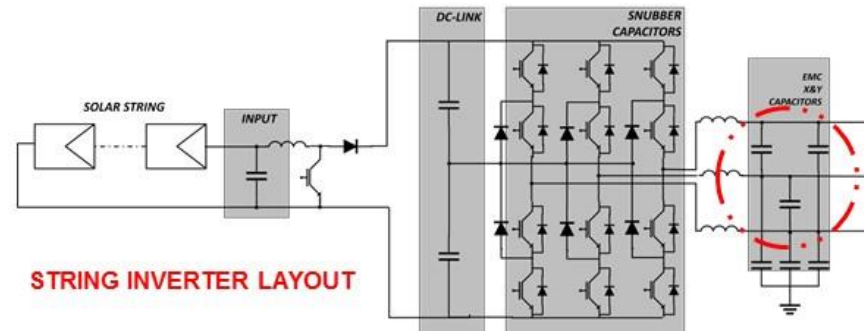 DC-LINK
SNUBBER
CAPACITORS
EMC
X&Y
CAPACITORS
SOLAR STRING
INPUT
STRING INVERTER LAYOUT